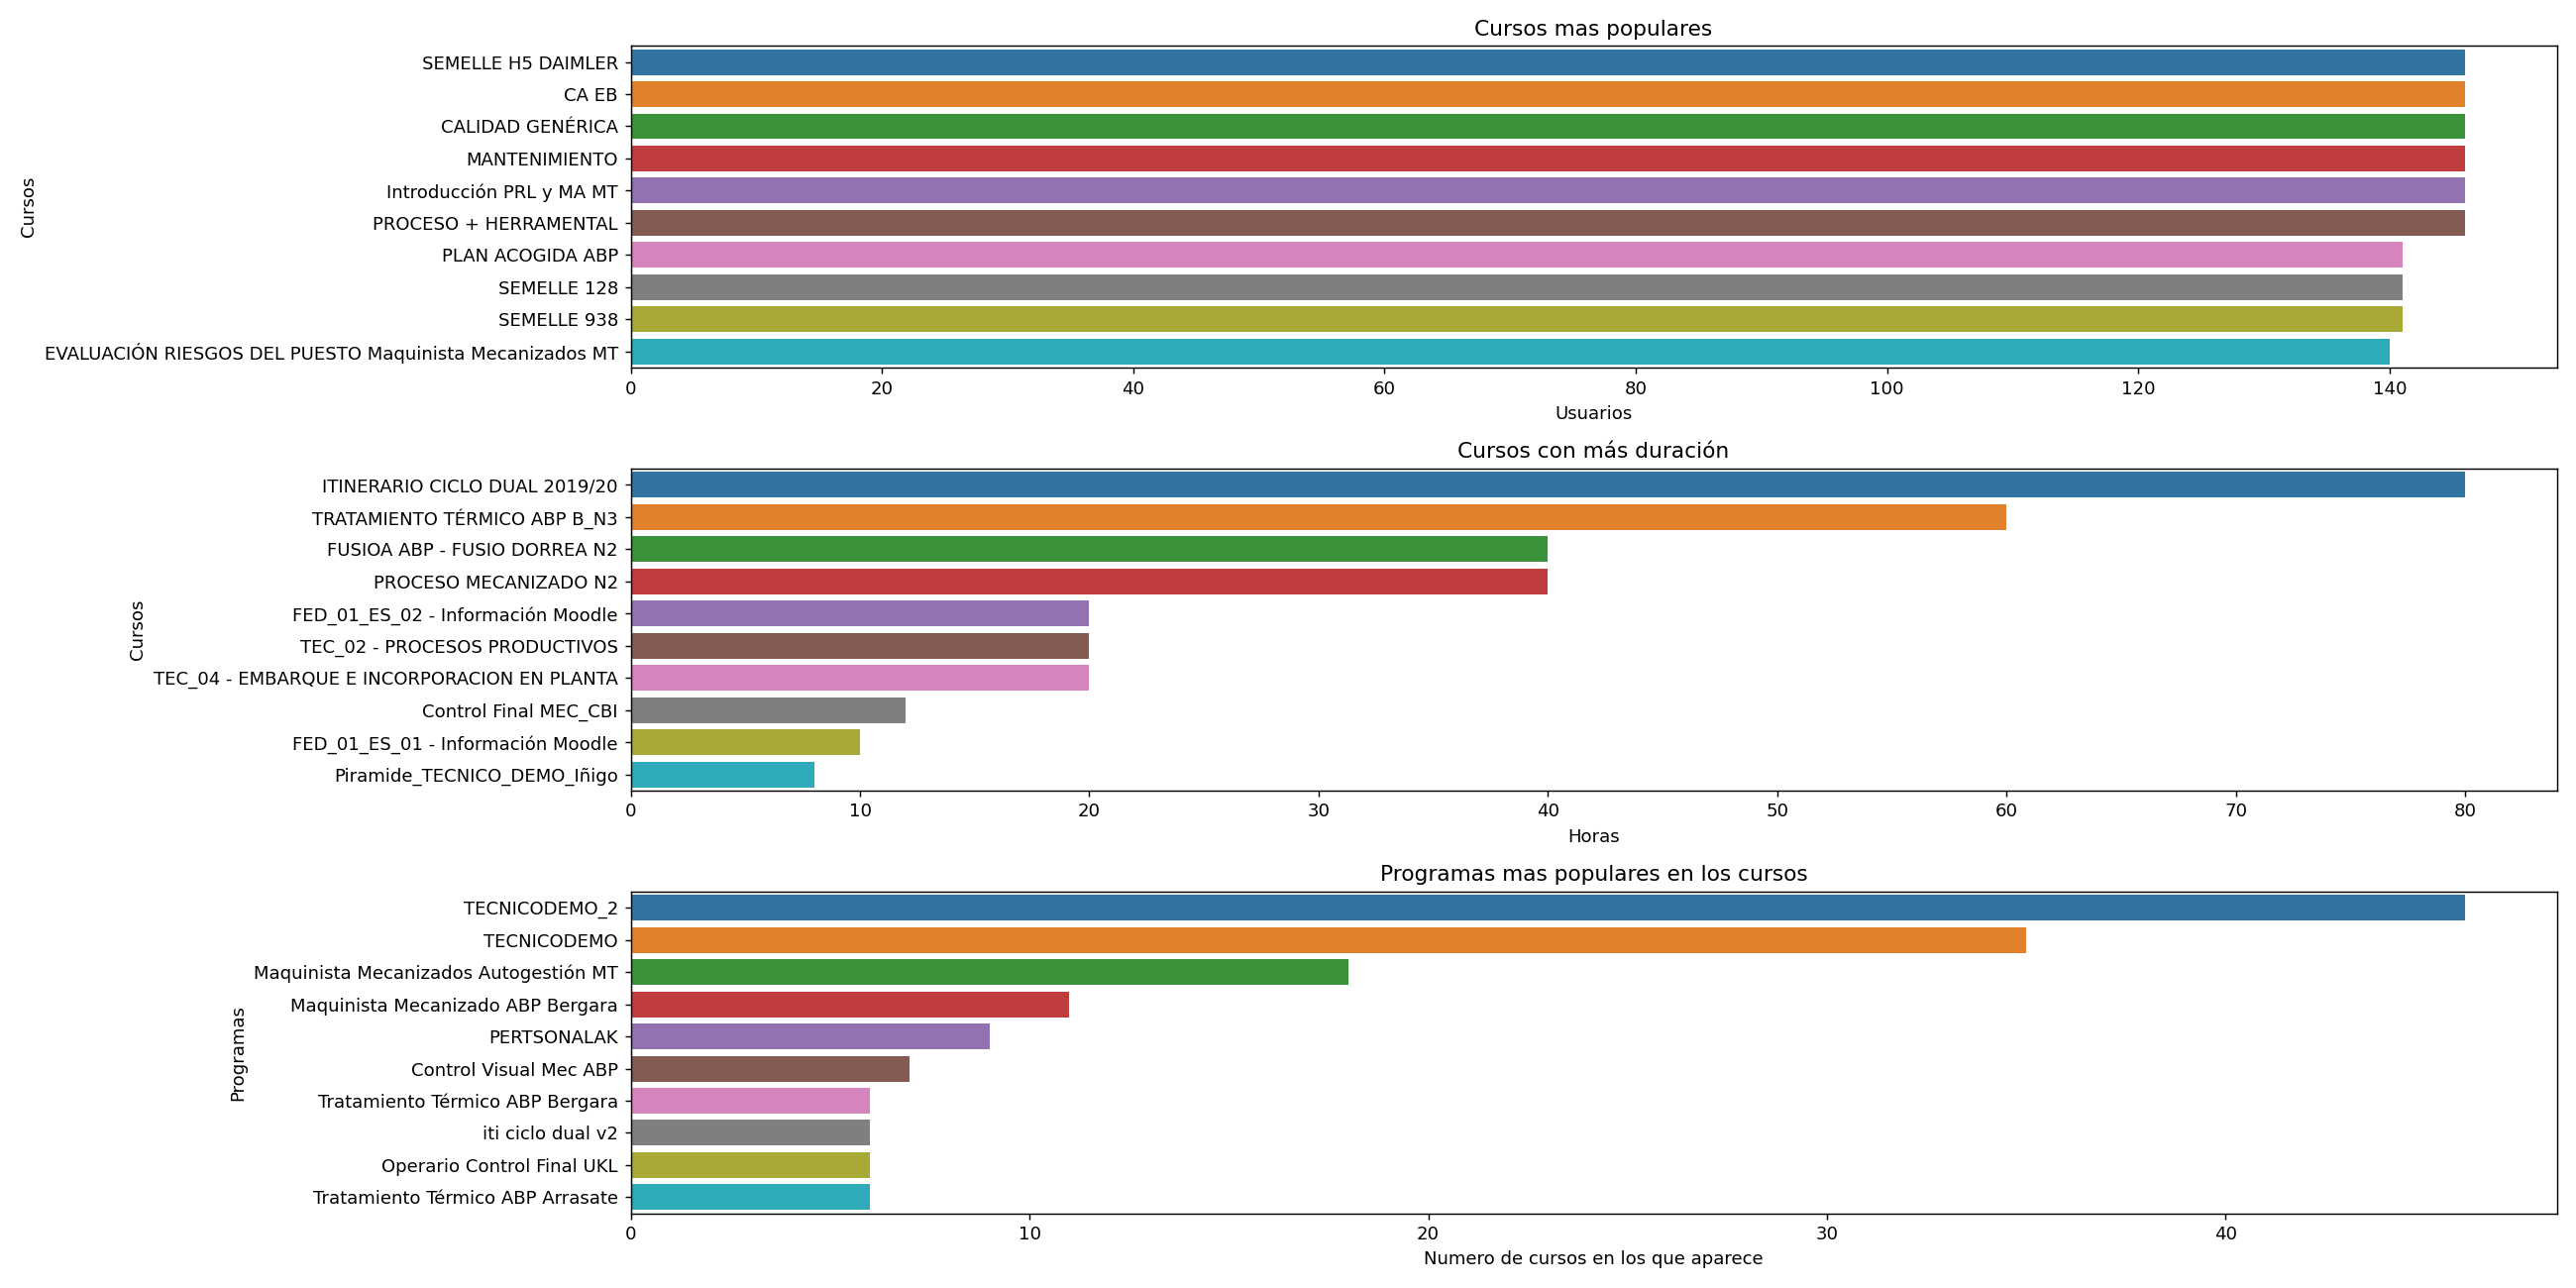 Cursos mas populares
SEMELLE H5 DAIMLER
CA EB
CALIDAD GENÉRICA
MANTENIMIENTO
Introducción PRL y MA MT
PROCESO + HERRAMENTAL
PLAN ACOGIDA ABP
SEMELLE 128
SEMELLE 938
EVALUACIÓN RIESGOS DEL PUESTO Maquinista Mecanizados MT
Cursos
0 20 40 60 80 100 120 140
Usuarios
Cursos con más duración
ITINERARIO CICLO DUAL 2019/20
TRATAMIENTO TÉRMICO ABP B_N3
FUSIOA ABP - FUSIO DORREA N2
PROCESO MECANIZADO N2
FED_01_ES_02 - Información Moodle
TEC_02 - PROCESOS PRODUCTIVOS
TEC_04 - EMBARQUE E INCORPORACION EN PLANTA
Control Final MEC_CBI
FED_01_ES_01 - Información Moodle
Piramide_TECNICO_DEMO_Iñigo
Cursos
0 10 20 30 40 50 60 70 80
Horas
Programas mas populares en los cursos
TECNICODEMO_2
TECNICODEMO
Maquinista Mecanizados Autogestión MT
Maquinista Mecanizado ABP Bergara
PERTSONALAK
Control Visual Mec ABP
Tratamiento Térmico ABP Bergara
iti ciclo dual v2
Operario Control Final UKL
Tratamiento Térmico ABP Arrasate
Programas
0 10 20 30 40
Numero de cursos en los que aparece